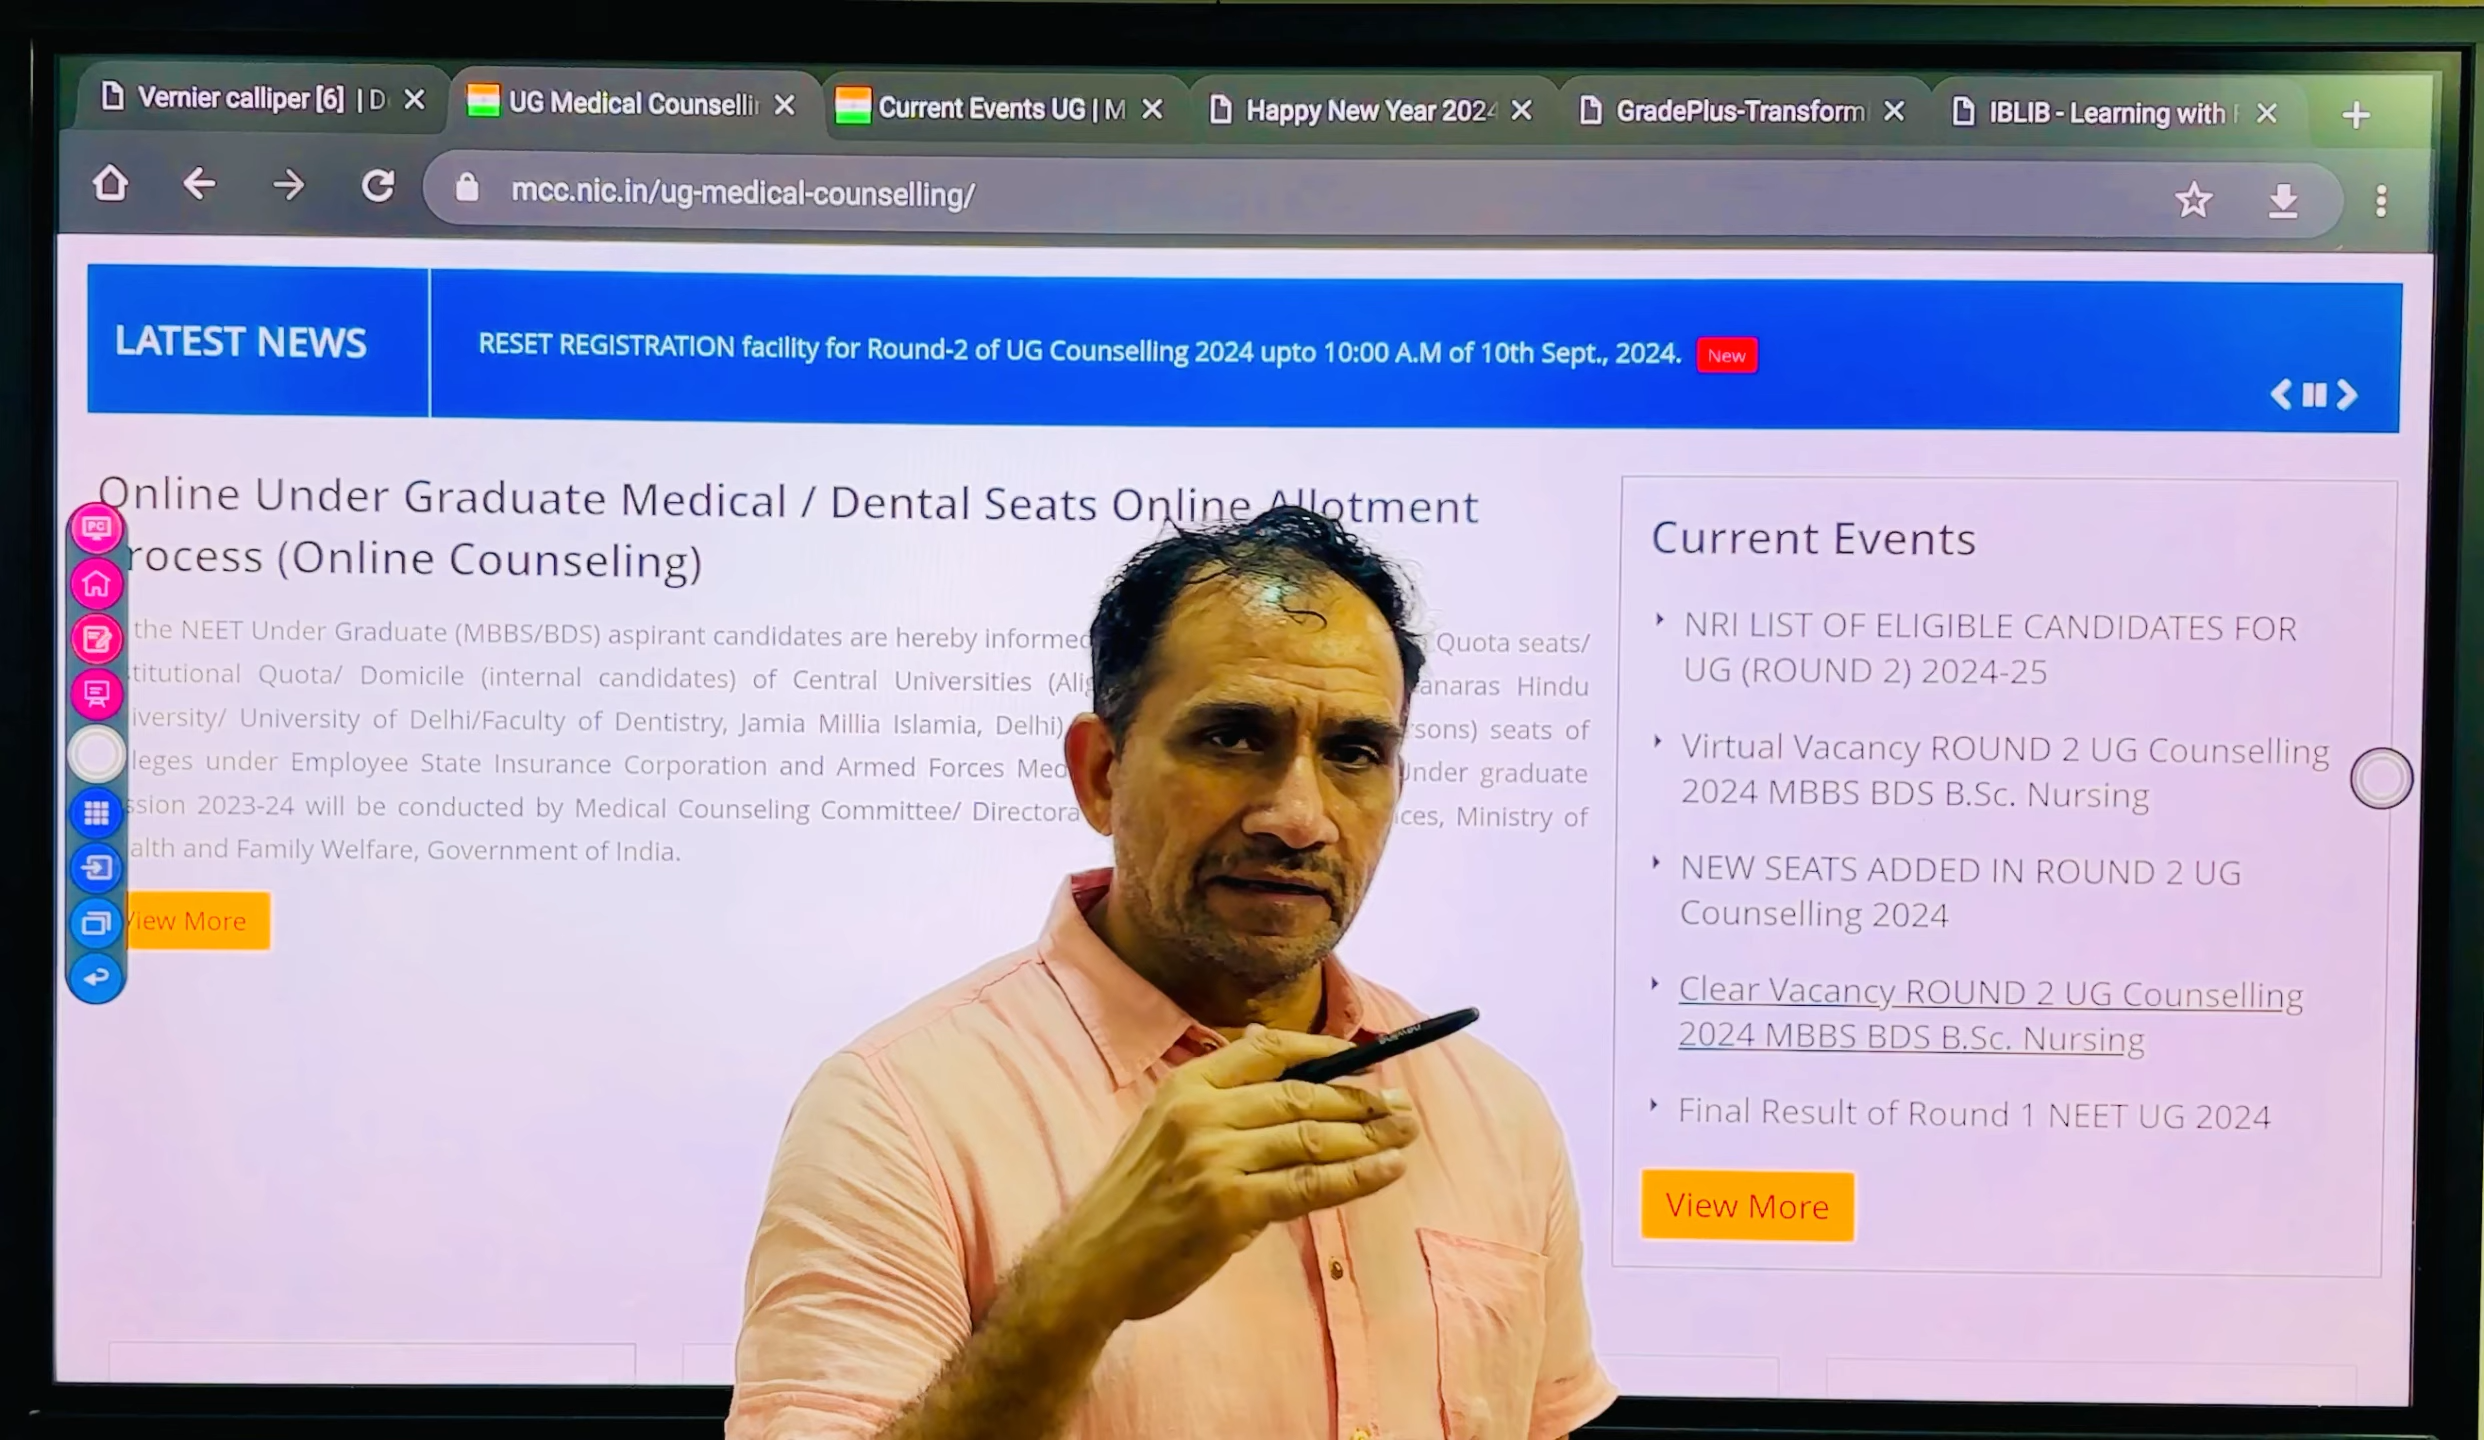 Vernier calliper [6] | D
UG Medical Counselli
Current Events UG | M
Happy New Year 2024
GradePlus-Transform
IBLIB - Learning with
mcc.nic.in/ug-medical-counselling/
LATEST NEWS
RESET REGISTRATION facility for Round-2 of UG Counselling 2024 upto 10:00 A.M of 10th Sept., 2024.
New
Online Under Graduate Medical / Dental Seats Online Allotment
rocess (Online Counseling)
the NEET Under Graduate (MBBS/BDS) aspirant candidates are hereby informed Quota seats/
titutional Quota/ Domicile (internal candidates) of Central Universities (Alig anaras Hindu
iversity/ University of Delhi/Faculty of Dentistry, Jamia Millia Islamia, Delhi) sons) seats of
leges under Employee State Insurance Corporation and Armed Forces Med Under graduate
ssion 2023-24 will be conducted by Medical Counseling Committee/ Directora ices, Ministry of
alth and Family Welfare, Government of India.
View More
Current Events
NRI LIST OF ELIGIBLE CANDIDATES FOR
UG (ROUND 2) 2024-25
Virtual Vacancy ROUND 2 UG Counselling
2024 MBBS BDS B.Sc. Nursing
NEW SEATS ADDED IN ROUND 2 UG
Counselling 2024
Clear Vacancy ROUND 2 UG Counselling
2024 MBBS BDS B.Sc. Nursing
Final Result of Round 1 NEET UG 2024
View More
PC